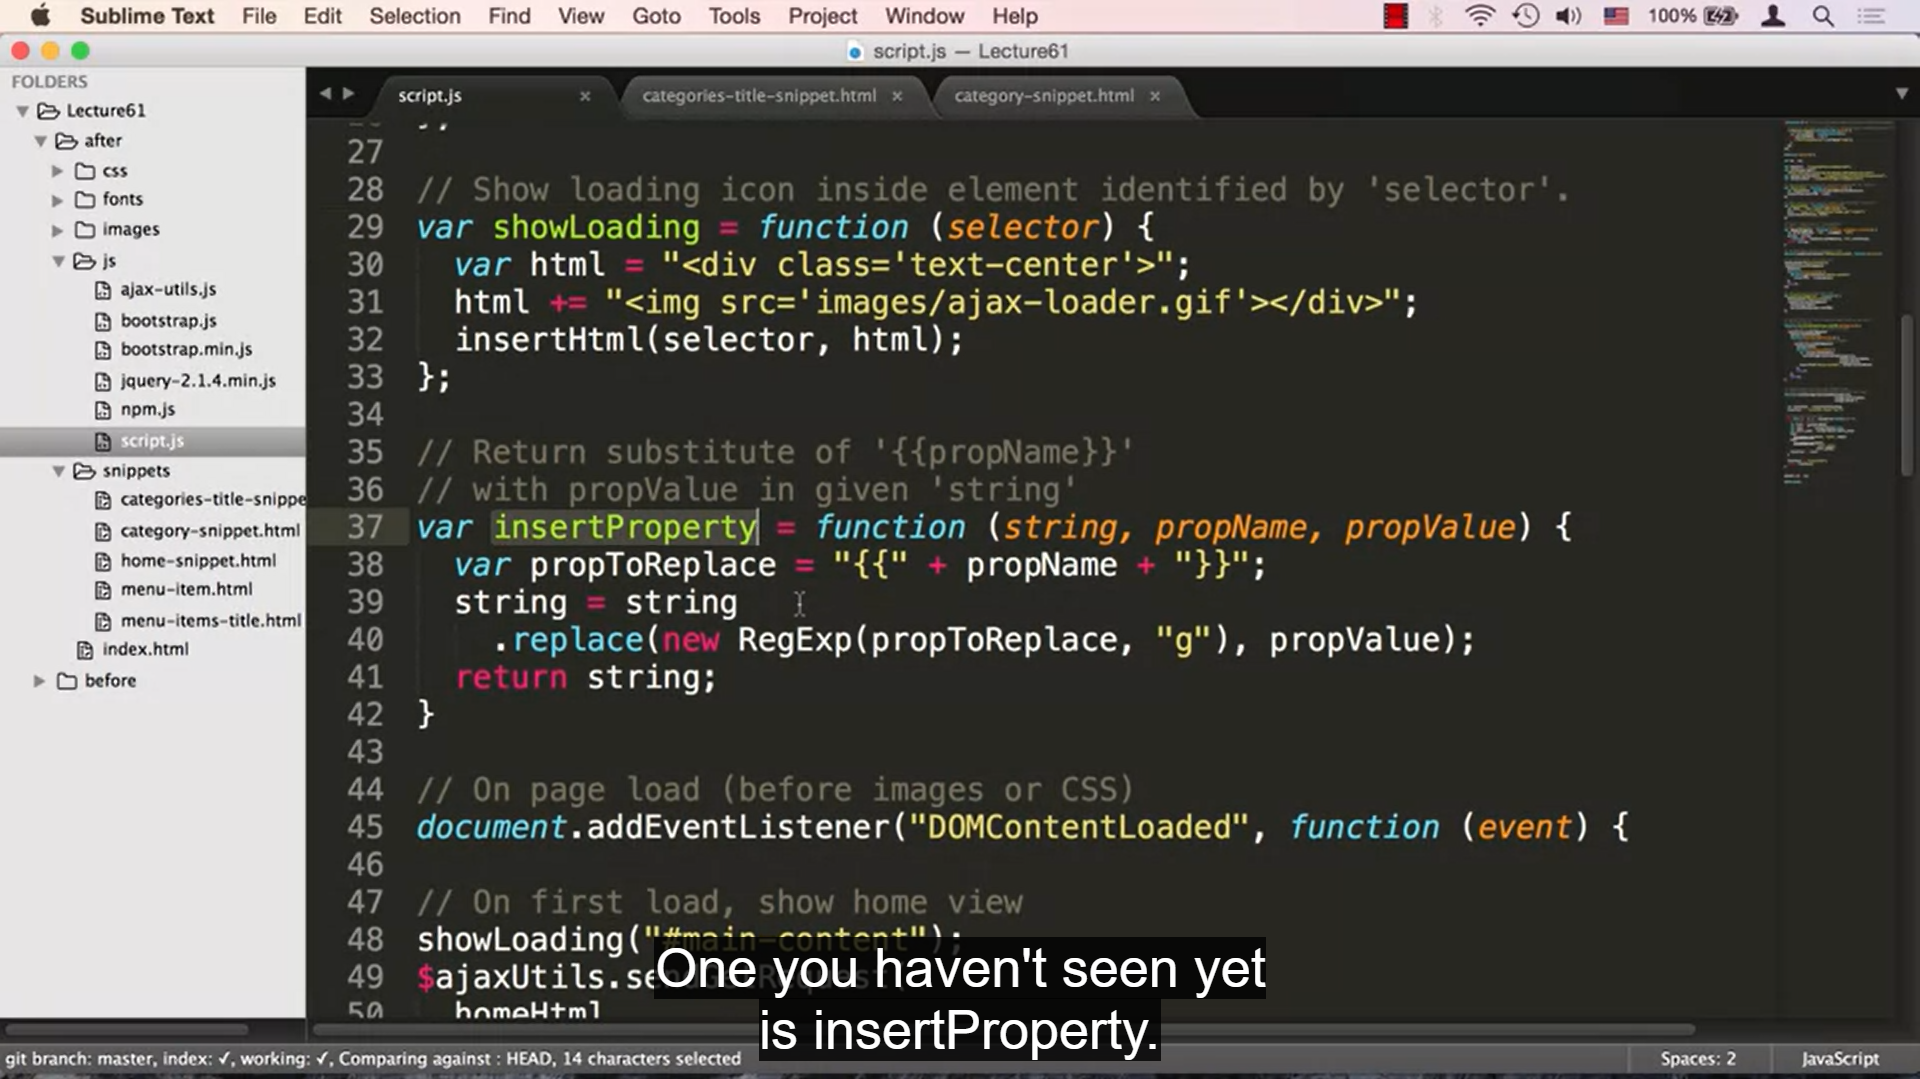 Sublime Text File Edit Selection Find View Goto Tools Project Window Help 100%
script.js — Lecture61
FOLDERS
Lecture61
after
css
fonts
images
js
ajax-utils.js
bootstrap.js
bootstrap.min.js
jquery-2.1.4.min.js
npm.js
script.js
snippets
categories-title-snippe
category-snippet.html
home-snippet.html
menu-item.html
menu-items-title.html
index.html
before
script.js × categories-title-snippet.html × category-snippet.html ×
27
28 // Show loading icon inside element identified by 'selector'.
29 var showLoading = function (selector) {
30 var html = "<div class='text-center'>";
31 html += "<img src='images/ajax-loader.gif'></div>";
32 insertHtml(selector, html);
33 };
34
35 // Return substitute of '{{propName}}'
36 // with propValue in given 'string'
37 var insertProperty = function (string, propName, propValue) {
38 var propToReplace = "{{" + propName + "}}";
39 string = string
40 .replace(new RegExp(propToReplace, "g"), propValue);
41 return string;
42 }
43
44 // On page load (before images or CSS)
45 document.addEventListener("DOMContentLoaded", function (event) {
46
47 // On first load, show home view
48 showLoading("#main-content");
49 $ajaxUtils.se
50 homeHtml
One you haven't seen yet
is insertProperty.
git branch: master, index: ✓, working: ✓, Comparing against : HEAD, 14 characters selected Spaces: 2 JavaScript